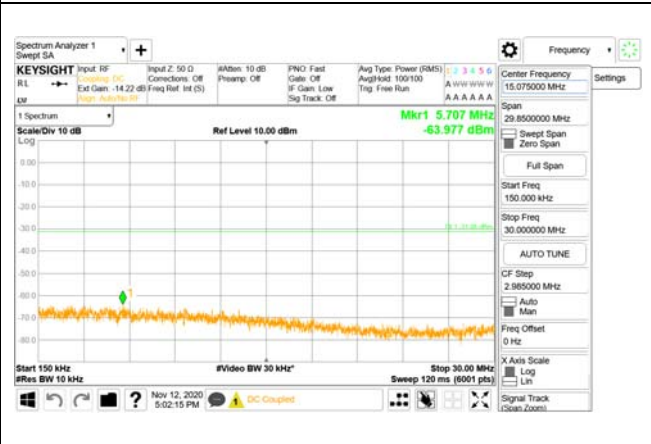 Spectrum Analyzer 1
Swept SA
Frequency
KEYSIGHT
RL
Input: RF
Coupling: DC
Ext Gain: -14.22 dB
Align: Auto/No RF
Input Z: 50 Ω
Corrections: Off
Freq Ref: Int (S)
#Atten: 10 dB
Preamp: Off
PNO: Fast
Gate: Off
IF Gain: Low
Sig Track: Off
Avg Type: Power (RMS)
Avg|Hold: 100/100
Trig: Free Run
1 2 3 4 5 6
A W W W W W
A A A A A A
Center Frequency
15.075000 MHz
Settings
1 Spectrum
Scale/Div 10 dB
Log
Ref Level 10.00 dBm
Mkr1 5.707 MHz
-63.977 dBm
Span
29.8500000 MHz
Swept Span
Zero Span
Full Span
Start Freq
150.000 kHz
Stop Freq
30.000000 MHz
AUTO TUNE
CF Step
2.985000 MHz
Auto
Man
Freq Offset
0 Hz
X Axis Scale
Log
Lin
Signal Track
(Span Zoom)
0.00
-10.0
-20.0
-30.0
-40.0
-50.0
-60.0
-70.0
-80.0
1
Start 150 kHz
#Res BW 10 kHz
#Video BW 30 kHz*
Stop 30.00 MHz
Sweep 120 ms (6001 pts)
Nov 12, 2020
5:02:15 PM
1
DC Coupled